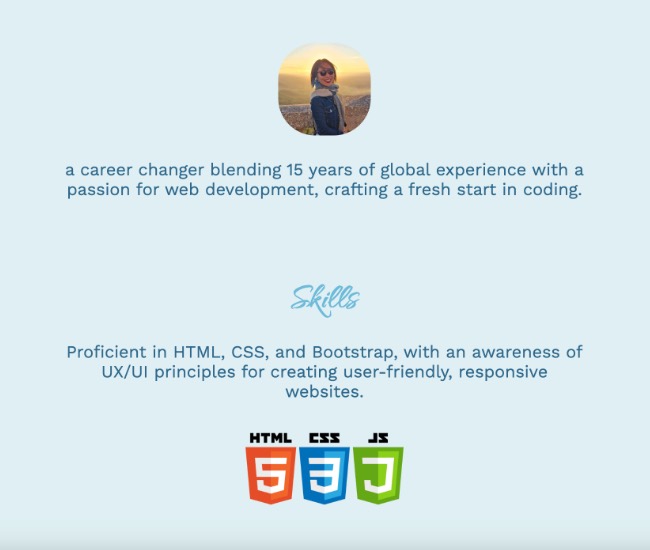 a career changer blending 15 years of global experience with a
passion for web development, crafting a fresh start in coding.
Skills
Proficient in HTML, CSS, and Bootstrap, with an awareness of
UX/UI principles for creating user-friendly, responsive
websites.
HTML CSS JS
5 3 J